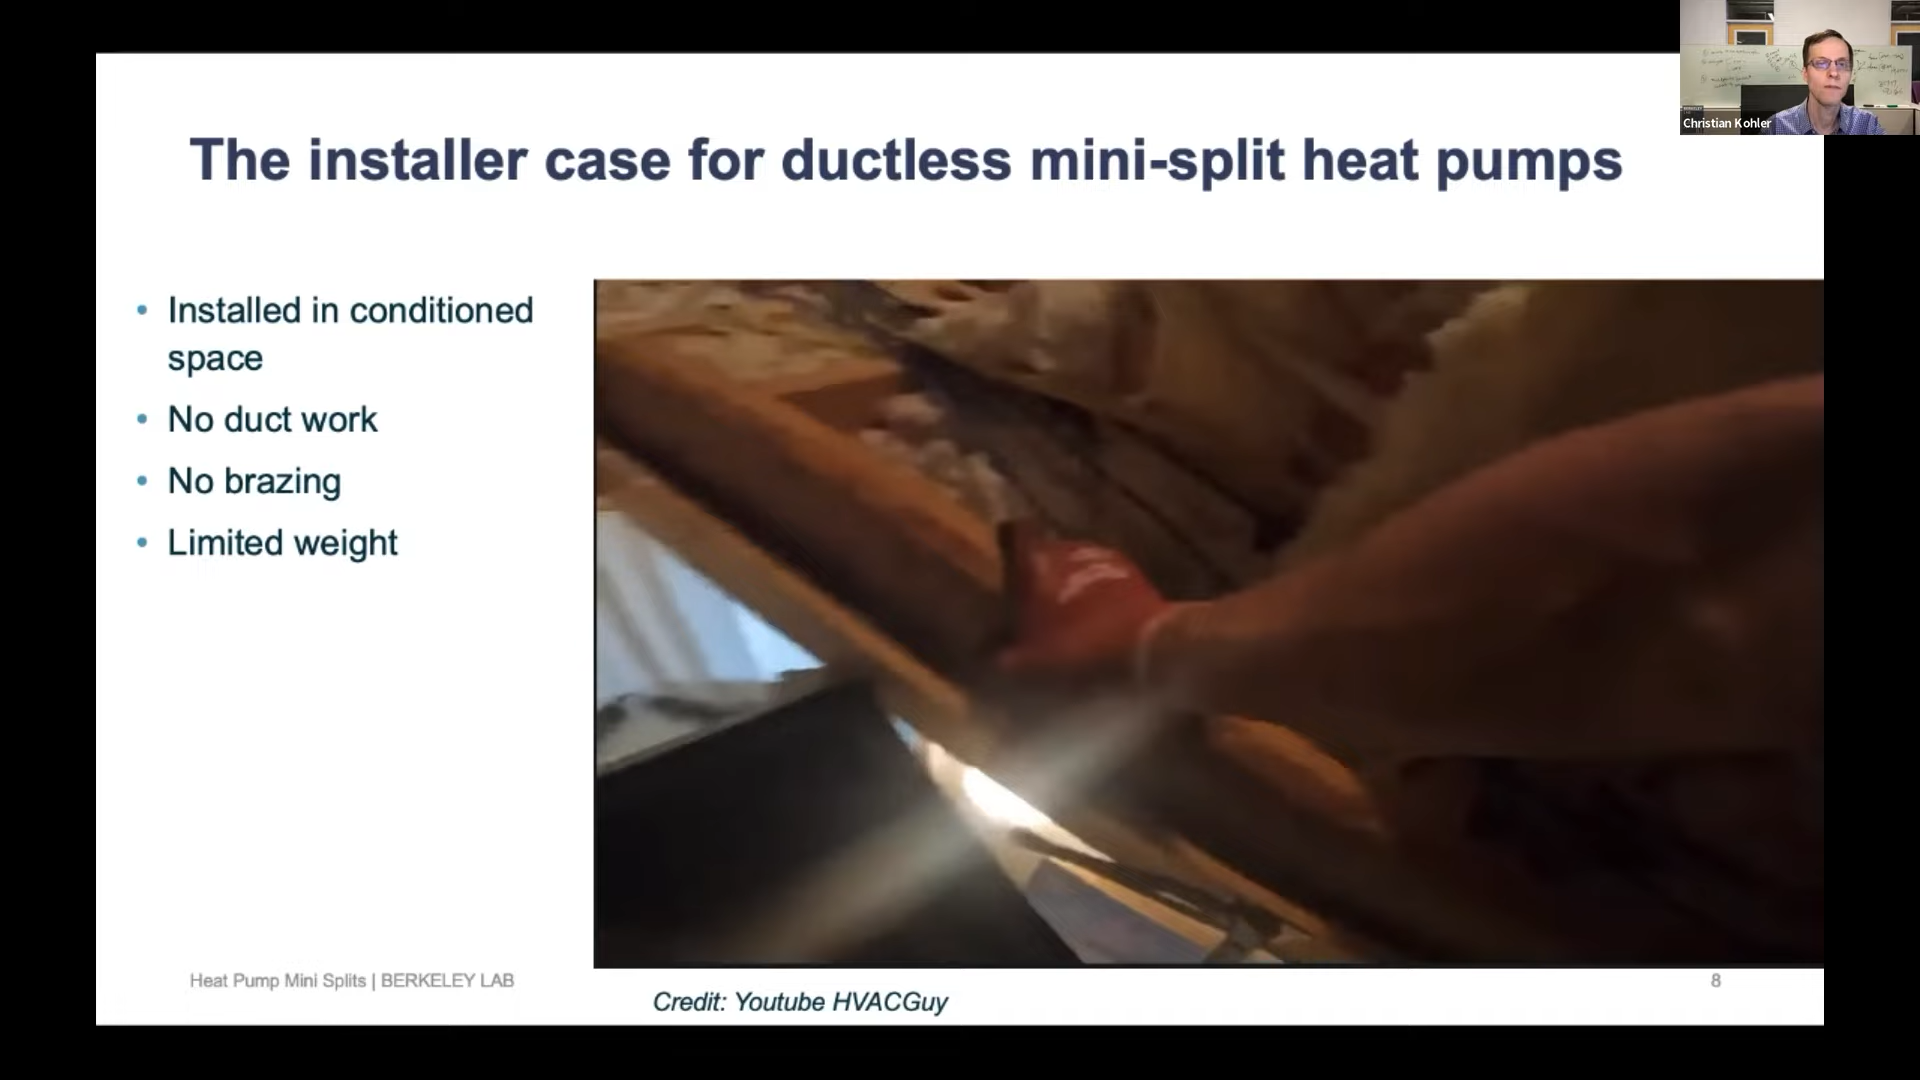 The installer case for ductless mini-split heat pumps
Christian Kohler
• Installed in conditioned
space
• No duct work
• No brazing
• Limited weight
Heat Pump Mini Splits | BERKELEY LAB
8
Credit: Youtube HVACGuy